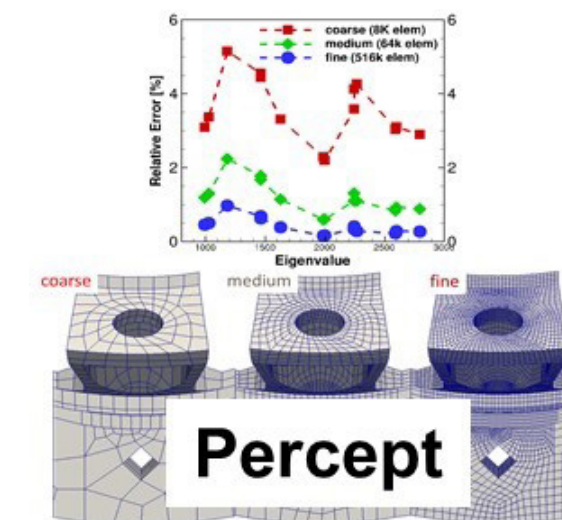 6
6
coarse (8K elem)
medium (64k elem)
fine (516k elem)
Relative Error [%]
4
4
2
2
0
0
1000
1500
2000
2500
3000
Eigenvalue
coarse
medium
fine
Percept